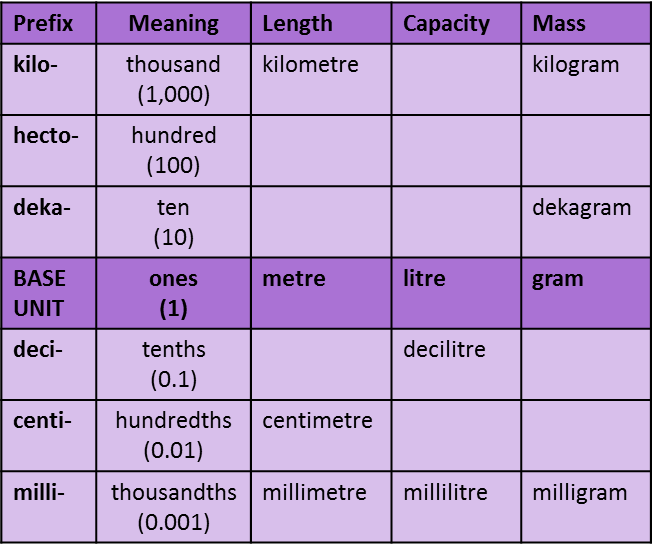 Prefix Meaning Length Capacity Mass
kilo- thousand kilometre kilogram
(1,000)
hecto- hundred
(100)
deka- ten dekagram
(10)
BASE ones metre litre gram
UNIT (1)
deci- tenths decilitre
(0.1)
centi- hundredths centimetre
(0.01)
milli- thousandths millimetre millilitre milligram
(0.001)